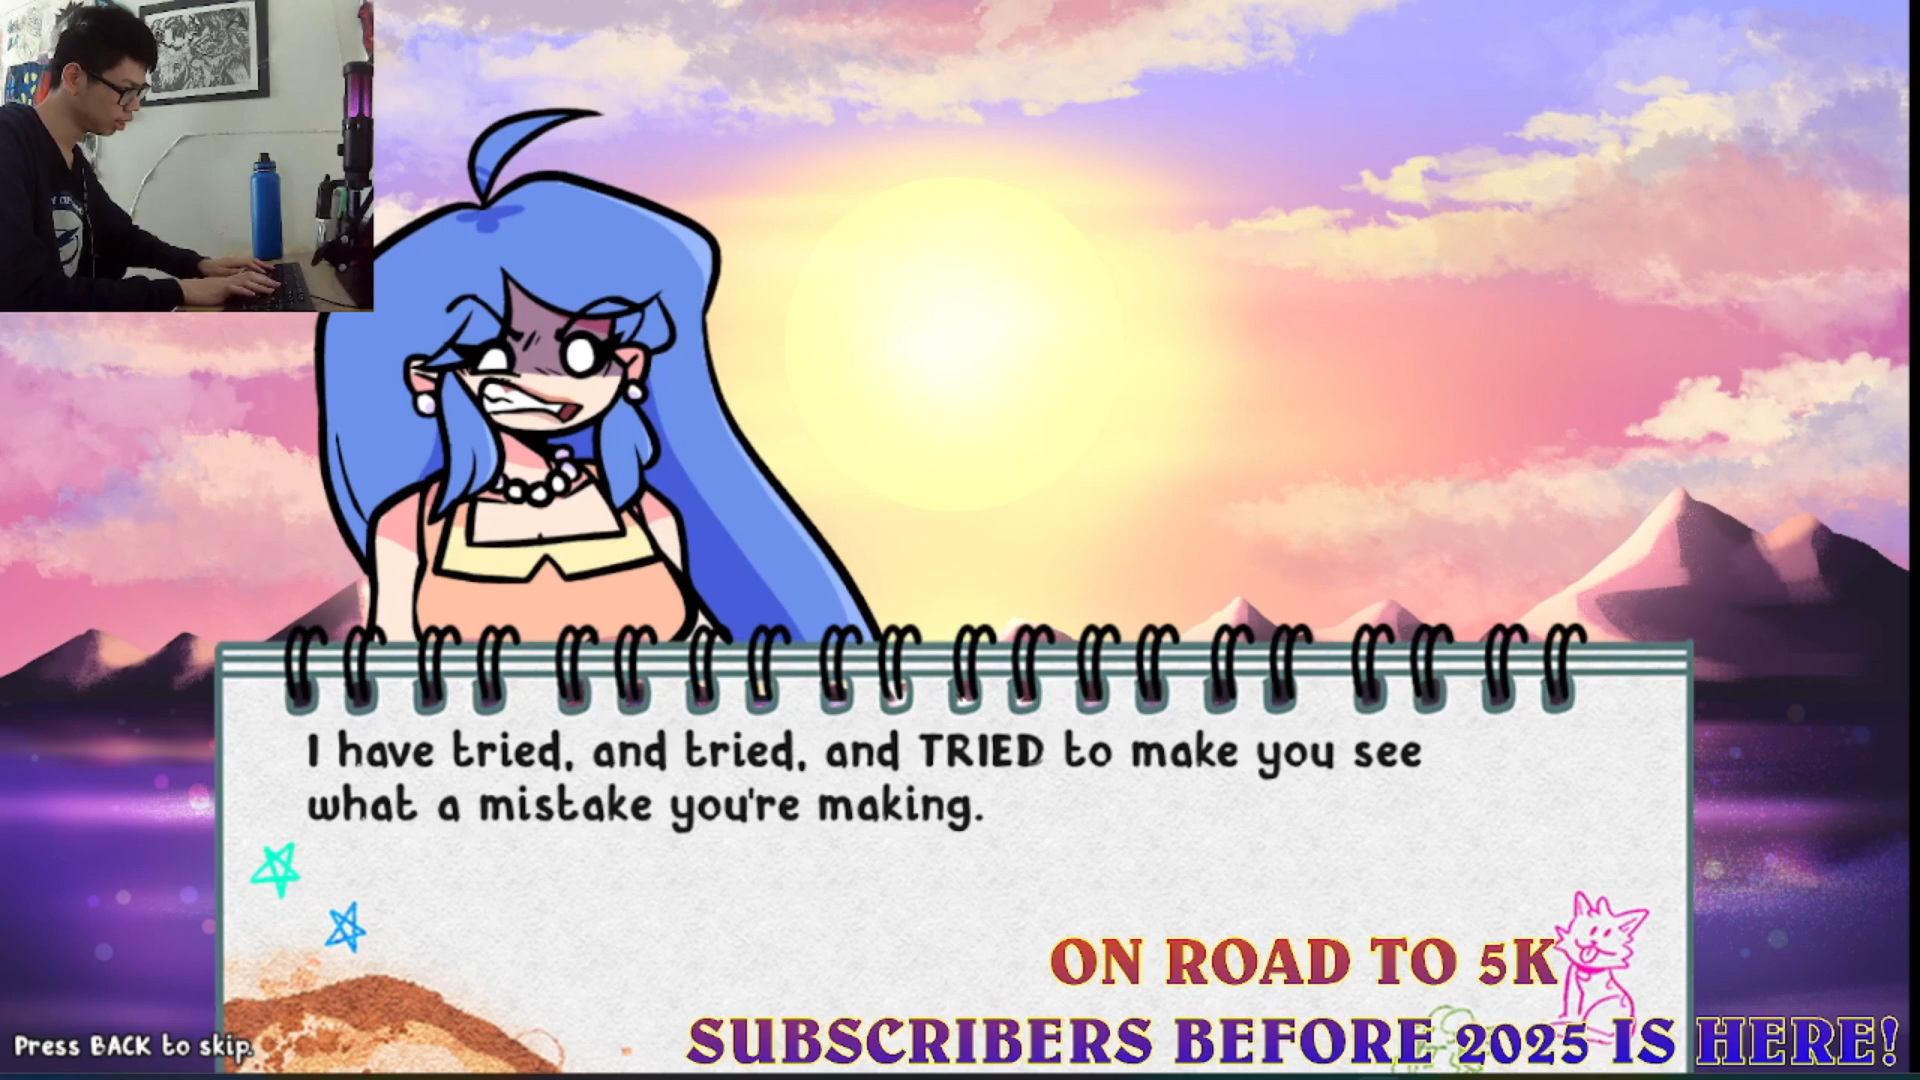 I have tried, and tried, and TRIED to make you see
what a mistake you're making.
ON ROAD TO 5K
SUBSCRIBERS BEFORE 2025 IS HERE!
Press BACK to skip.